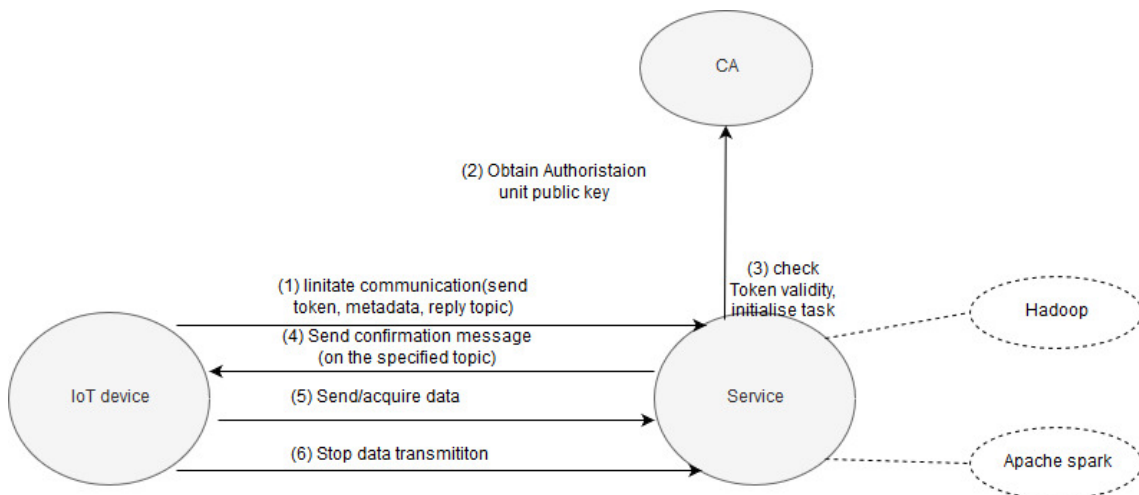 CA
(2) Obtain Authoristaion
unit public key
(1) Iinitate communication(send
token, metadata, reply topic)
(3) check
Token validity,
initialise task
Hadoop
(4) Send confirmation message
(on the specified topic)
IoT device
(5) Send/acquire data
Service
(6) Stop data transmititon
Apache spark